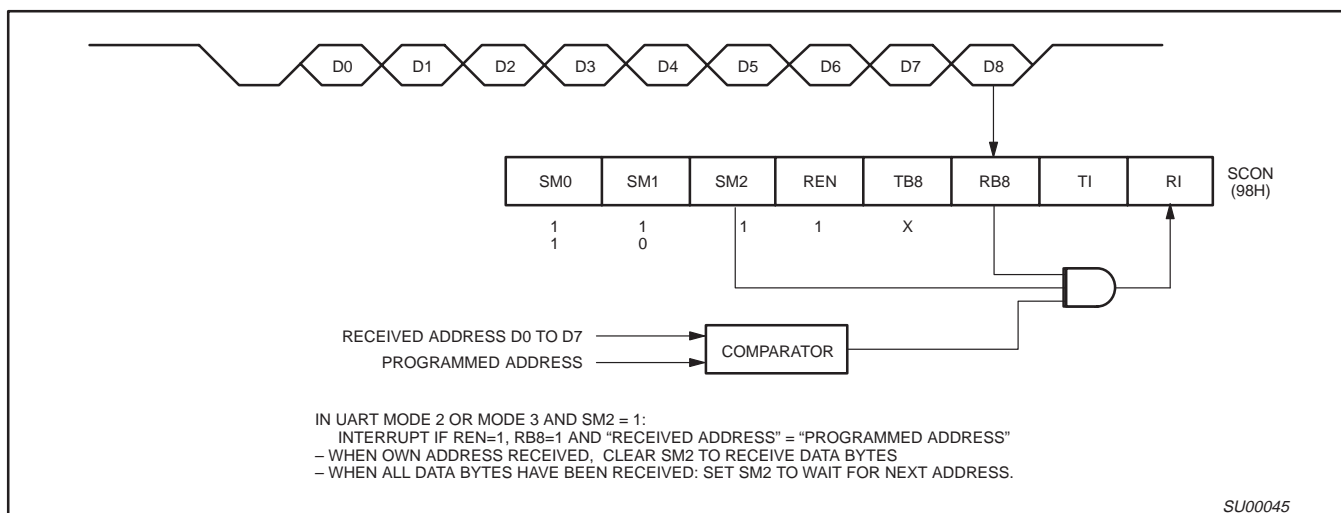 D0 D1 D2 D3 D4 D5 D6 D7 D8
SM0 SM1 SM2 REN TB8 RB8 TI RI
SCON
(98H)
1 1 1 1 X
1 0
RECEIVED ADDRESS D0 TO D7
PROGRAMMED ADDRESS
COMPARATOR
IN UART MODE 2 OR MODE 3 AND SM2 = 1:
INTERRUPT IF REN=1, RB8=1 AND “RECEIVED ADDRESS” = “PROGRAMMED ADDRESS”
– WHEN OWN ADDRESS RECEIVED, CLEAR SM2 TO RECEIVE DATA BYTES
– WHEN ALL DATA BYTES HAVE BEEN RECEIVED: SET SM2 TO WAIT FOR NEXT ADDRESS.
SU00045